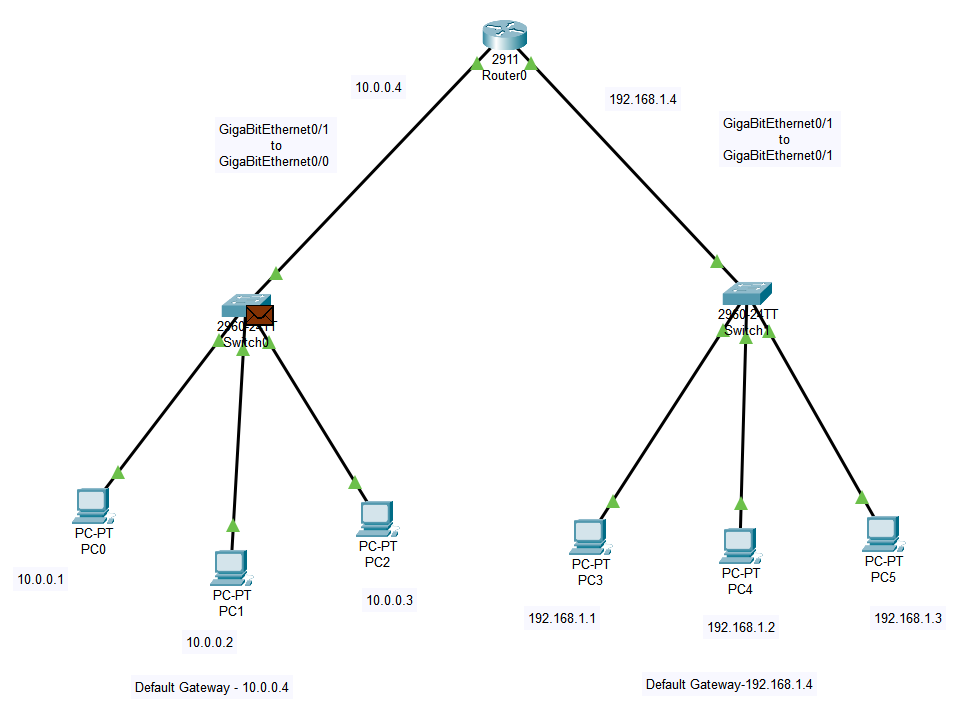 2911
Router0
10.0.0.4
192.168.1.4
GigaBitEthernet0/1
to
GigaBitEthernet0/0
GigaBitEthernet0/1
to
GigaBitEthernet0/1
2960-24TT
Switch0
2960-24TT
Switch1
PC-PT
PC0
10.0.0.1
PC-PT
PC1
10.0.0.2
PC-PT
PC2
10.0.0.3
PC-PT
PC3
192.168.1.1
PC-PT
PC4
192.168.1.2
PC-PT
PC5
192.168.1.3
Default Gateway - 10.0.0.4
Default Gateway-192.168.1.4